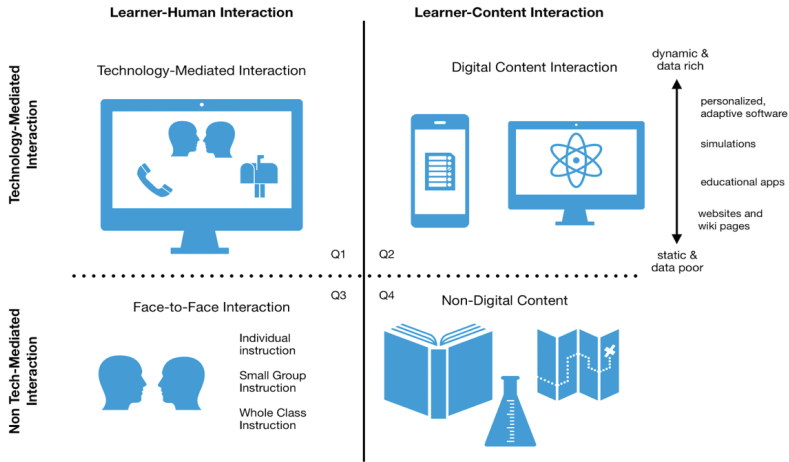 Learner-Human Interaction
Learner-Content Interaction
Technology-Mediated
Interaction
Technology-Mediated Interaction
Digital Content Interaction
dynamic &
data rich
personalized,
adaptive software
simulations
educational apps
websites and
wiki pages
static &
data poor
Q1
Q2
Q3
Q4
Non Tech-Mediated
Interaction
Face-to-Face Interaction
Individual
instruction
Small Group
Instruction
Whole Class
Instruction
Non-Digital Content